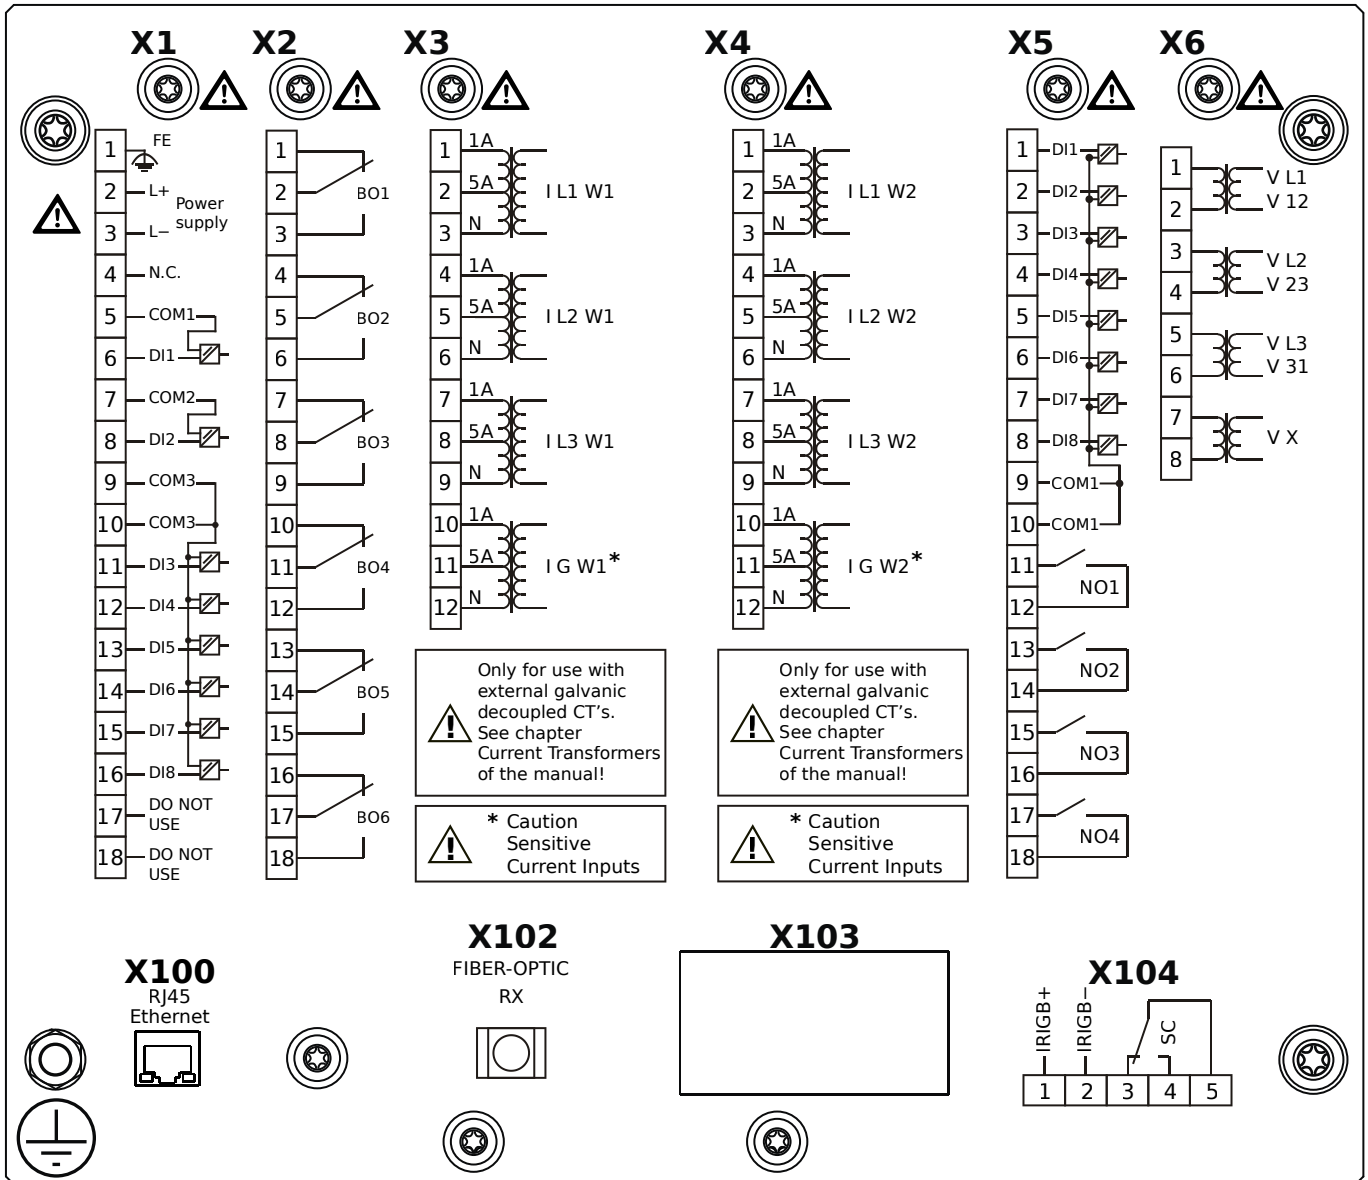 X1
X2
X3
X4
X5
X6
1 FE
2 L+
Power
supply
3 L−
4 N.C.
5 COM1
6 DI1
7 COM2
8 DI2
9 COM3
10 COM3
11 DI3
12 DI4
13 DI5
14 DI6
15 DI7
16 DI8
17 DO NOT
USE
18 DO NOT
USE
1
2 BO1
3
4
5 BO2
6
7
8 BO3
9
10
11 BO4
12
13
14 BO5
15
16
17 BO6
18
1 1A
2 5A I L1 W1
3 N
4 1A
5 5A I L2 W1
6 N
7 1A
8 5A I L3 W1
9 N
10 1A
11 5A I G W1*
12 N
Only for use with
external galvanic
decoupled CT's.
See chapter
Current Transformers
of the manual!
* Caution
Sensitive
Current Inputs
1 1A
2 5A I L1 W2
3 N
4 1A
5 5A I L2 W2
6 N
7 1A
8 5A I L3 W2
9 N
10 1A
11 5A I G W2*
12 N
Only for use with
external galvanic
decoupled CT's.
See chapter
Current Transformers
of the manual!
* Caution
Sensitive
Current Inputs
1 DI1
2 DI2
3 DI3
4 DI4
5 DI5
6 DI6
7 DI7
8 DI8
9 COM1
10 COM1
11
NO1
12
13
NO2
14
15
NO3
16
17
NO4
18
1 V L1
2 V 12
3 V L2
4 V 23
5 V L3
6 V 31
7
V X
8
X100
RJ45
Ethernet
X102
FIBER-OPTIC
RX
X103
X104
IRIGB+
IRIGB−
SC
1 2 3 4 5